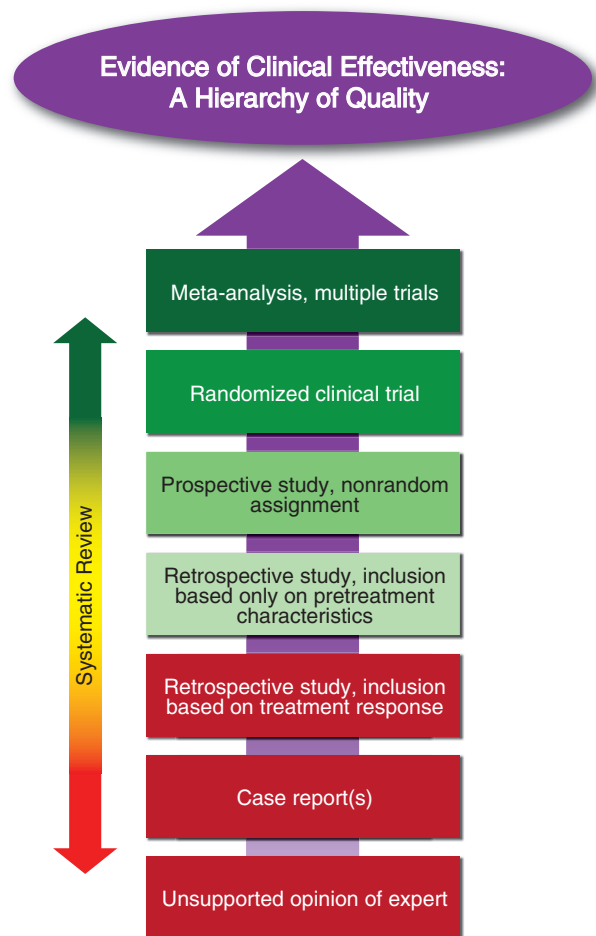 Evidence of Clinical Effectiveness:
A Hierarchy of Quality
Meta-analysis, multiple trials
Randomized clinical trial
Prospective study, nonrandom
assignment
Retrospective study, inclusion
based only on pretreatment
characteristics
Retrospective study, inclusion
based on treatment response
Case report(s)
Unsupported opinion of expert
Systematic Review